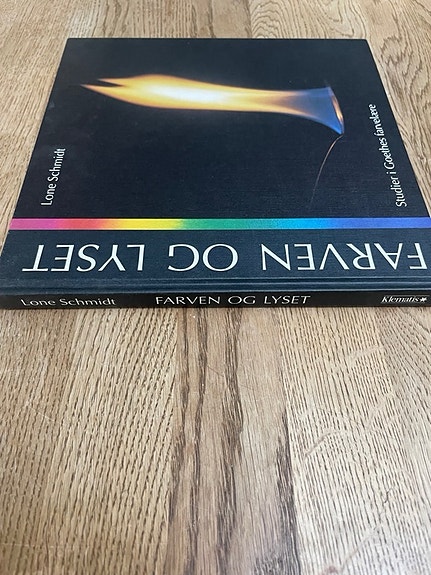 Lone Schmidt
Studier i Goethes farvelære
FARVEN OG LYSET
Lone Schmidt FARVEN OG LYSET Klematis